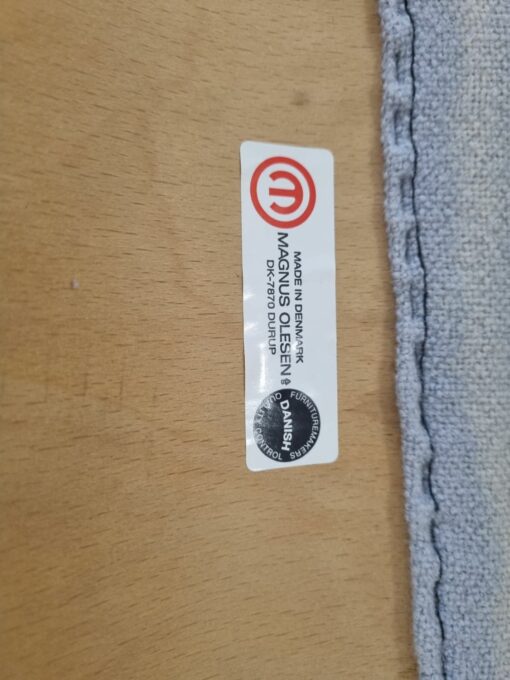 MADE IN DENMARK
MAGNUS OLESEN A/S
DK-7870 DURUP
FURNITUREMAKERS
DANISH
QUALITY CONTROL